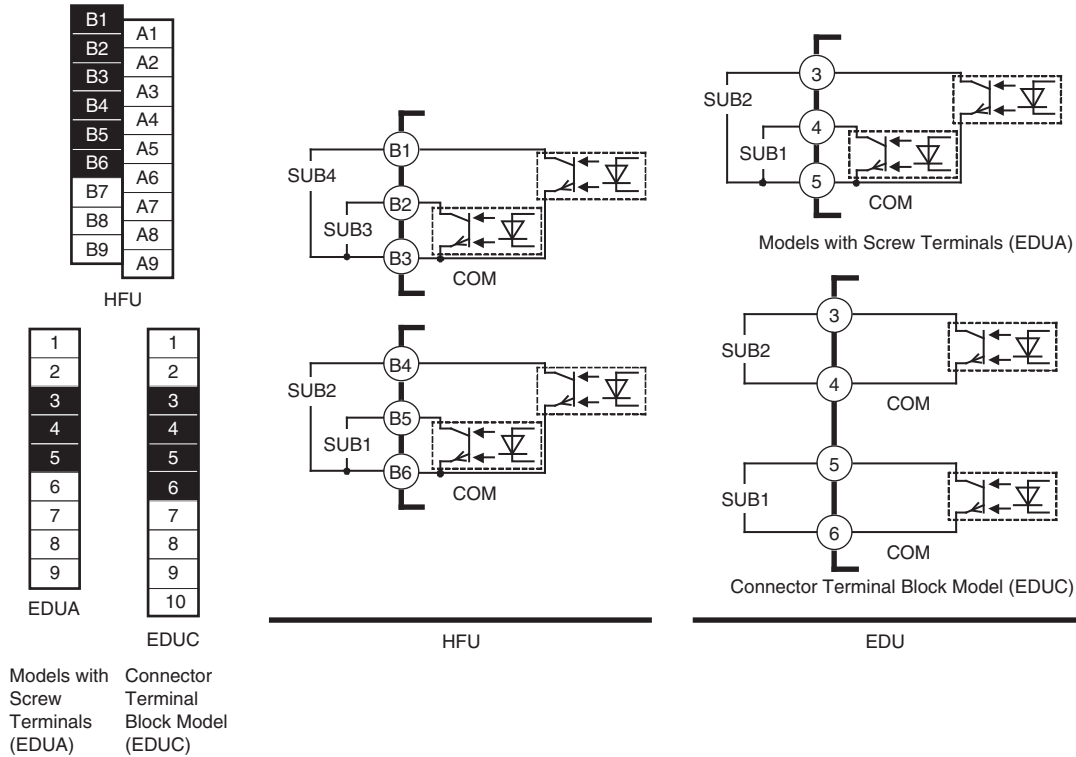 B1
B2
B3
B4
B5
B6
B7
B8
B9
A1
A2
A3
A4
A5
A6
A7
A8
A9
HFU
1
2
3
4
5
6
7
8
9
EDUA
Models with
Screw
Terminals
(EDUA)
1
2
3
4
5
6
7
8
9
10
EDUC
Connector
Terminal
Block Model
(EDUC)
SUB4
B1
B2
SUB3
B3
COM
SUB2
B4
B5
SUB1
B6
COM
HFU
3
SUB2
4
SUB1
5
COM
Models with Screw Terminals (EDUA)
3
SUB2
4
COM
5
SUB1
6
COM
Connector Terminal Block Model (EDUC)
EDU